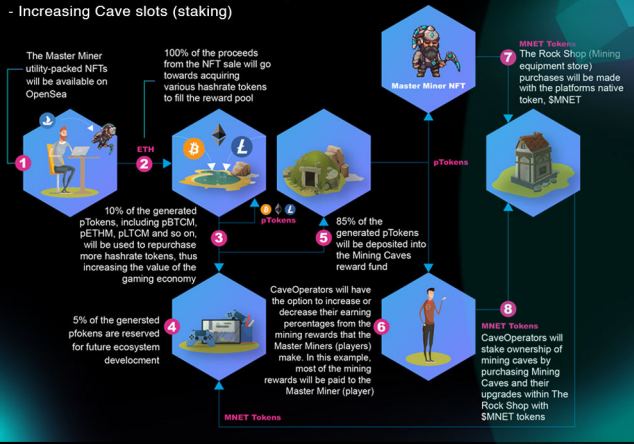 - Increasing Cave slots (staking)
The Master Miner
utility-packed NFTs
will be available on
OpenSea
100% of the proceeds
from the NFT sale will go
towards acquiring
various hashrate tokens
to fill the reward pool
Master Miner NFT
7
MNET Tokens
The Rock Shop (Mining
equipment store)
purchases will be made
with the platforms native
token, $MNET
1
ETH
2
pTokens
10% of the generated
pTokens, including pBTCM,
pETHM, pLTCM and so on,
will be used to repurchase
more hashrate tokens, thus
increasing the value of the
gaming economy
3
pTokens
5
85% of the
generated pTokens
will be deposited into
the Mining Caves
reward fund
5% of the generated
pfokens are reserved
for future ecosystem
develocment
4
CaveOperators will have
the option to increase or
decrease their earning
percentages from the
mining rewards that the
Master Miners (players)
make. In this example,
most of the mining
rewards will be paid to the
Master Miner (player)
6
8
MNET Tokens
CaveOperators will
stake ownership of
mining caves by
purchasing Mining
Caves and their
upgrades within The
Rock Shop with
$MNET tokens
MNET Tokens